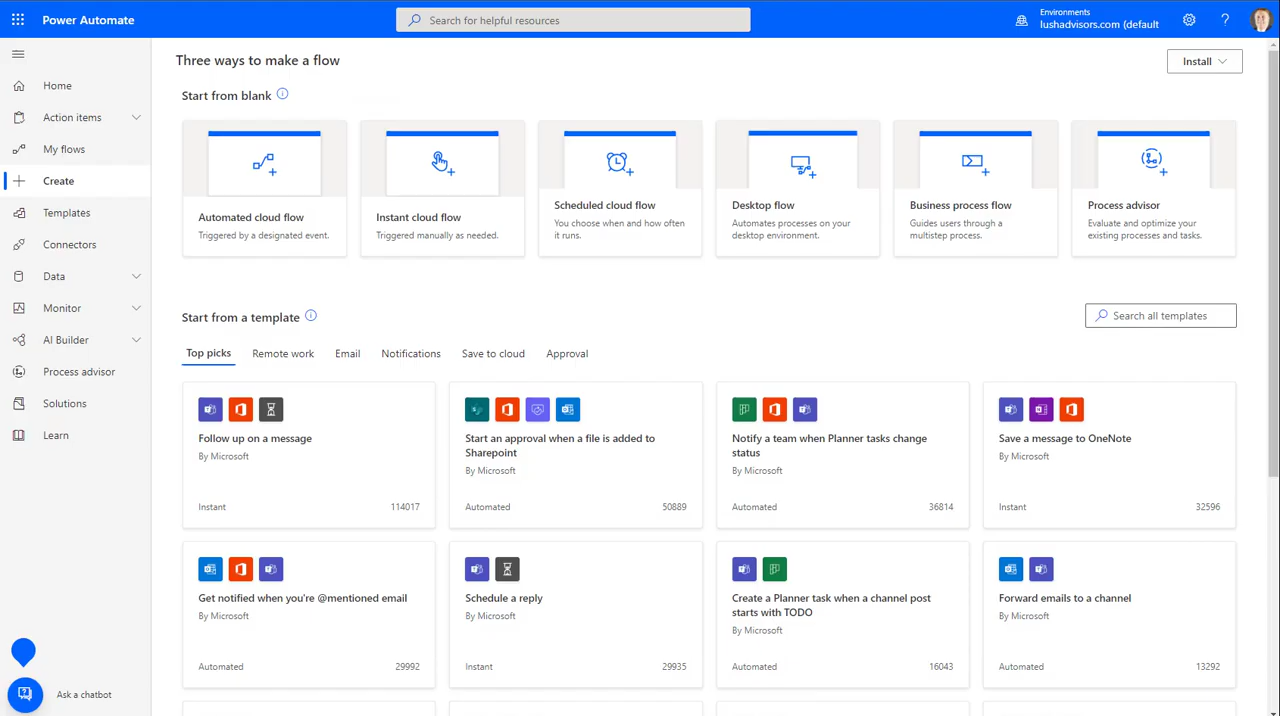 Power Automate
Search for helpful resources
Environments
lushadvisors.com (default
?
Home
Action items
My flows
Create
Templates
Connectors
Data
Monitor
AI Builder
Process advisor
Solutions
Learn
Ask a chatbot
Three ways to make a flow
Install
Start from blank
Automated cloud flow
Triggered by a designated event.
Instant cloud flow
Triggered manually as needed.
Scheduled cloud flow
You choose when and how often
it runs.
Desktop flow
Automates processes on your
desktop environment.
Business process flow
Guides users through a
multistep process.
Process advisor
Evaluate and optimize your
existing processes and tasks.
Start from a template
Search all templates
Top picks
Remote work
Email
Notifications
Save to cloud
Approval
Follow up on a message
By Microsoft
Instant
114017
Start an approval when a file is added to
Sharepoint
By Microsoft
Automated
50889
Notify a team when Planner tasks change
status
By Microsoft
Automated
36814
Save a message to OneNote
By Microsoft
Instant
32596
Get notified when you're @mentioned email
By Microsoft
Automated
29992
Schedule a reply
By Microsoft
Instant
29935
Create a Planner task when a channel post
starts with TODO
By Microsoft
Automated
16043
Forward emails to a channel
By Microsoft
Automated
13292